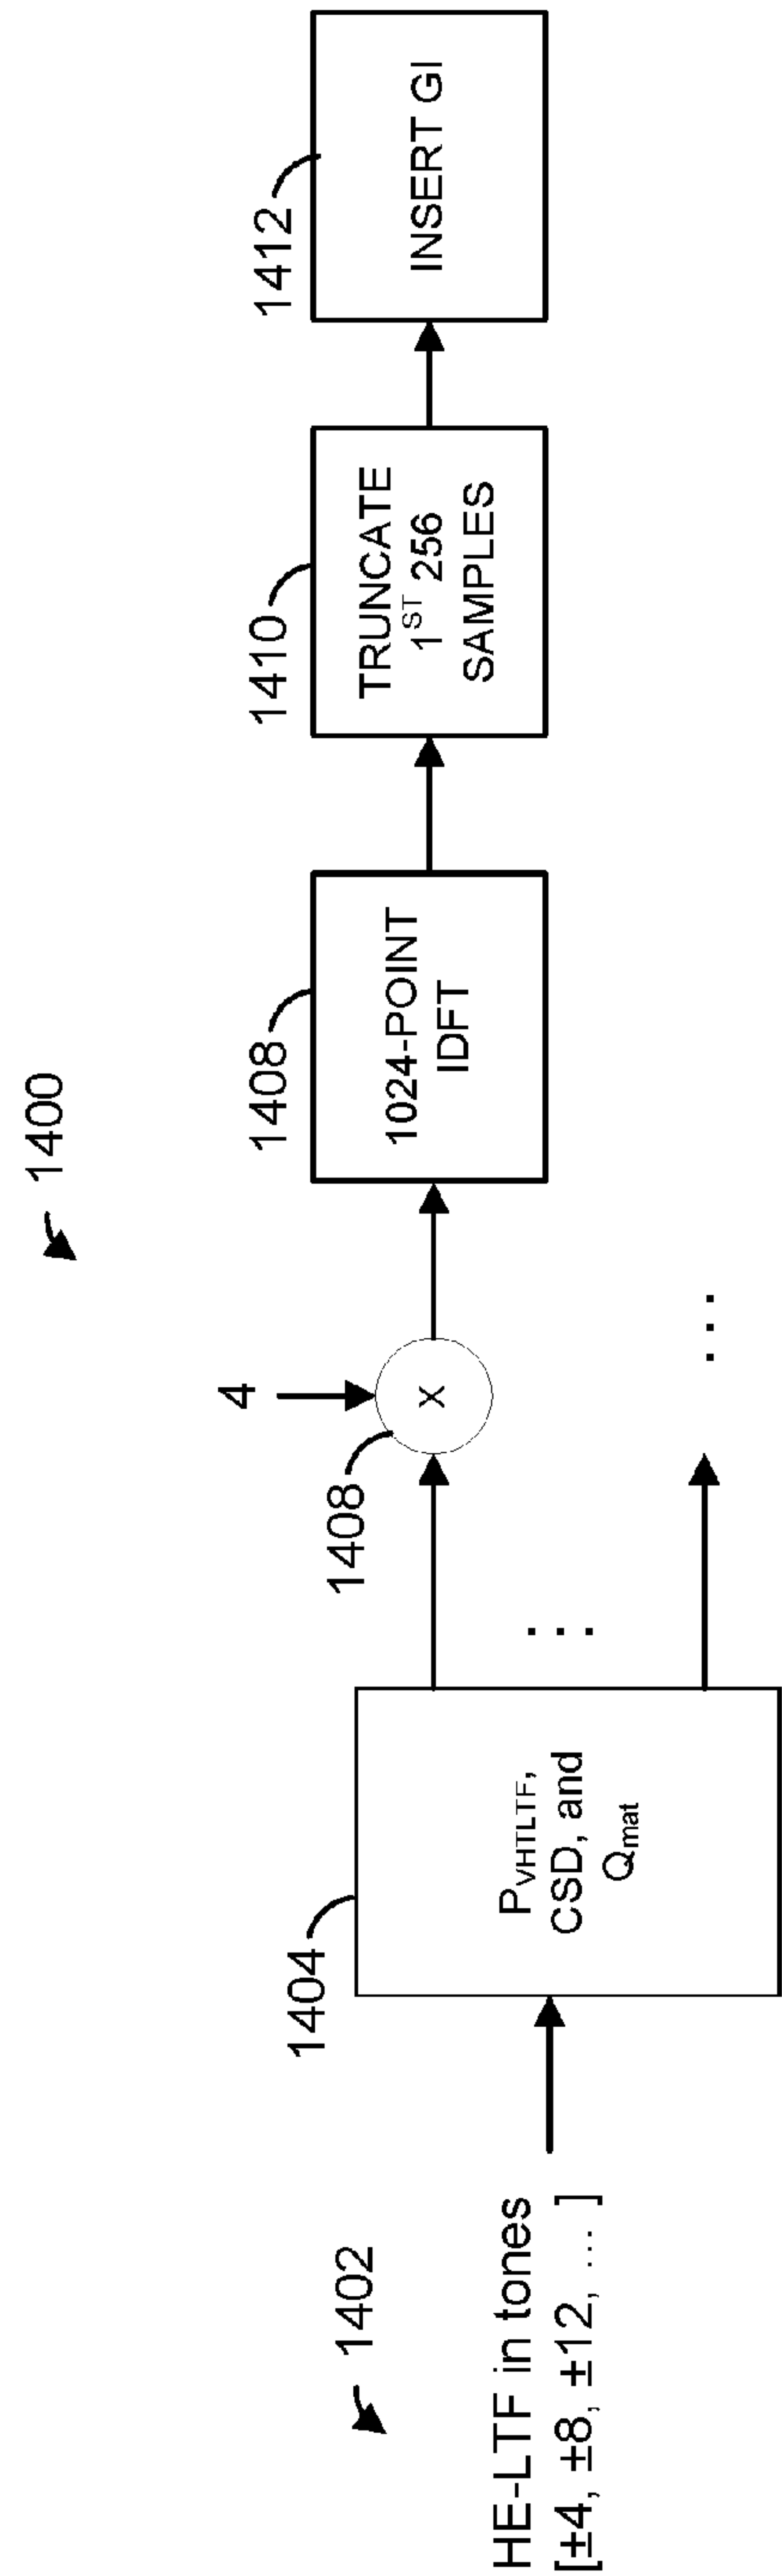 1400
1402
HE-LTF in tones
[±4, ±8, ±12, ... ]
1404
P_VHTLTF,
CSD, and
Q_mat
...
1408
4
X
...
1408
1024-POINT
IDFT
1410
TRUNCATE
1ST 256
SAMPLES
1412
INSERT GI